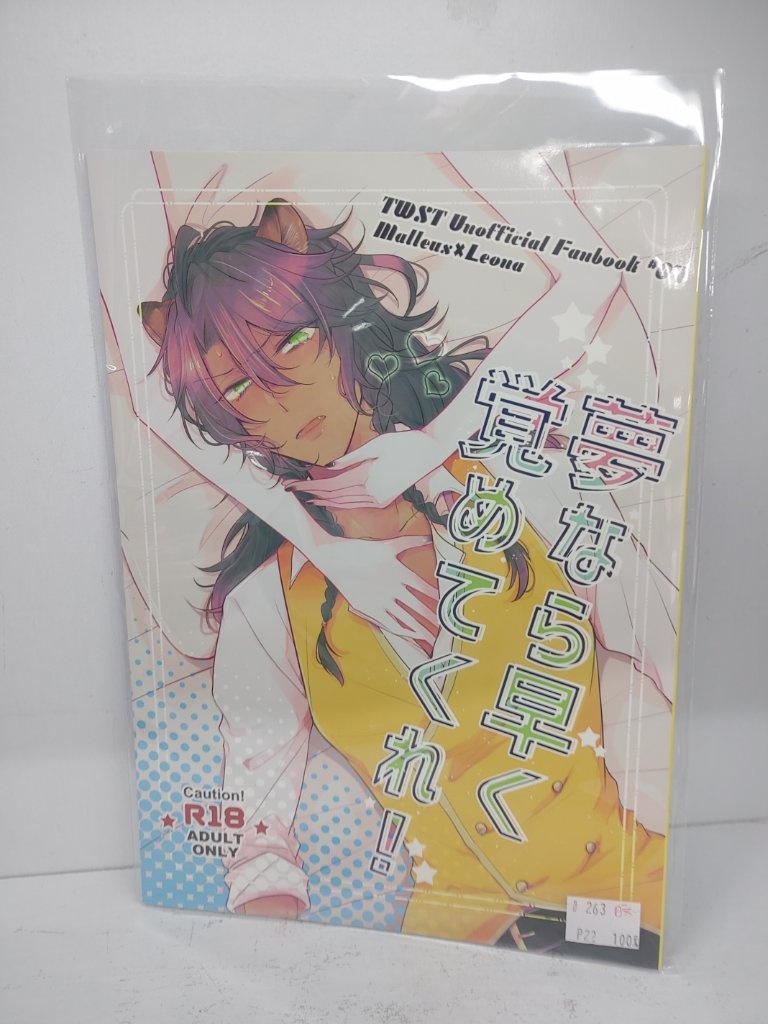 TWST Unofficial Fanbook #07
Malleus×Leona
夢なら早く
覚めてくれ!
Caution!
R18
ADULT
ONLY
263
P22 100